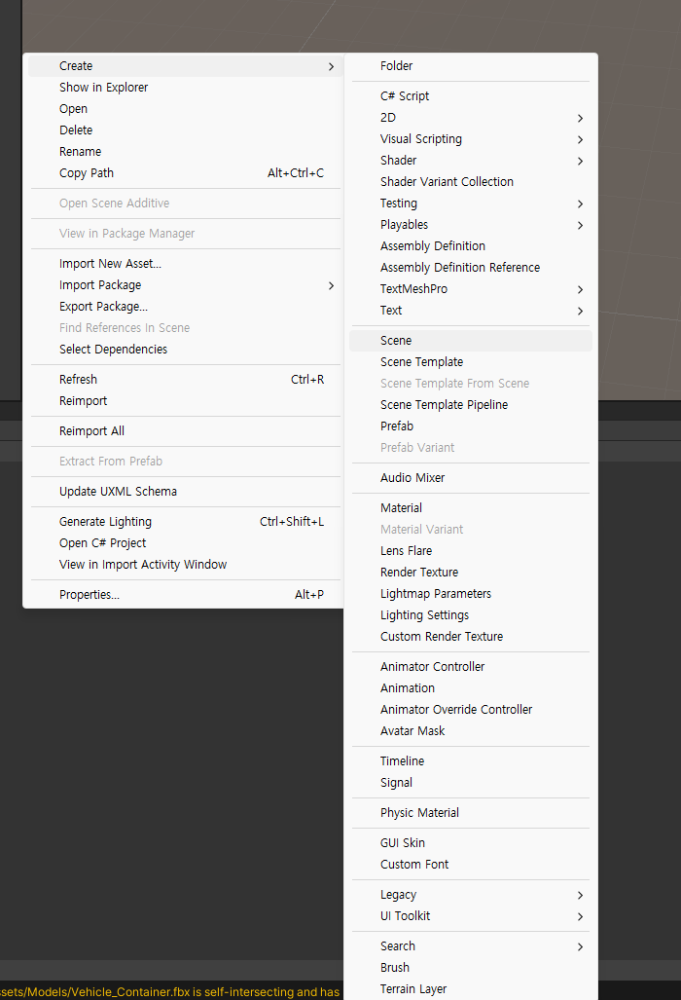 Create
Show in Explorer
Open
Delete
Rename
Copy Path Alt+Ctrl+C
Open Scene Additive
View in Package Manager
Import New Asset...
Import Package
Export Package...
Find References In Scene
Select Dependencies
Refresh Ctrl+R
Reimport
Reimport All
Extract From Prefab
Update UXML Schema
Generate Lighting Ctrl+Shift+L
Open C# Project
View in Import Activity Window
Properties... Alt+P
Folder
C# Script
2D
Visual Scripting
Shader
Shader Variant Collection
Testing
Playables
Assembly Definition
Assembly Definition Reference
TextMeshPro
Text
Scene
Scene Template
Scene Template From Scene
Scene Template Pipeline
Prefab
Prefab Variant
Audio Mixer
Material
Material Variant
Lens Flare
Render Texture
Lightmap Parameters
Lighting Settings
Custom Render Texture
Animator Controller
Animation
Animator Override Controller
Avatar Mask
Timeline
Signal
Physic Material
GUI Skin
Custom Font
Legacy
UI Toolkit
Search
Brush
Terrain Layer
ssets/Models/Vehicle_Container.fbx is self-intersecting and has